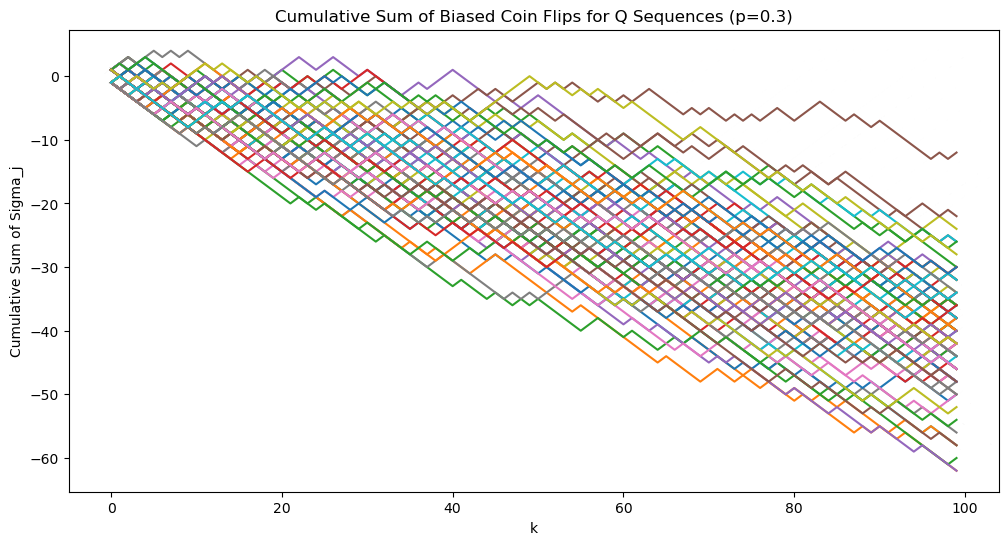 Cumulative Sum of Biased Coin Flips for Q Sequences (p=0.3)
Cumulative Sum of Sigma_j
0
−10
−20
−30
−40
−50
−60
0 20 40 60 80 100
k